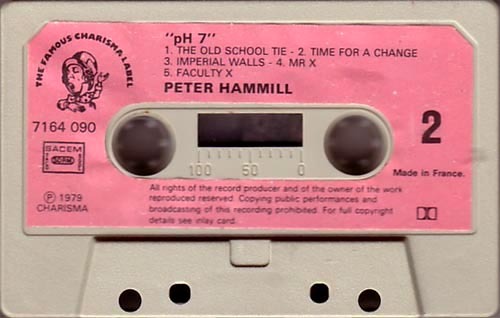 THE FAMOUS CHARISMA LABEL
"pH 7"
1. THE OLD SCHOOL TIE - 2. TIME FOR A CHANGE
3. IMPERIAL WALLS - 4. MR X
5. FACULTY X
PETER HAMMILL
7164 090
2
SACEM
100 50 0
Made in France.
℗ 1979
CHARISMA
All rights of the record producer and of the owner of the work
reproduced reserved. Copying public performances and
broadcasting of this recording prohibited. For full copyright
details see inlay card.